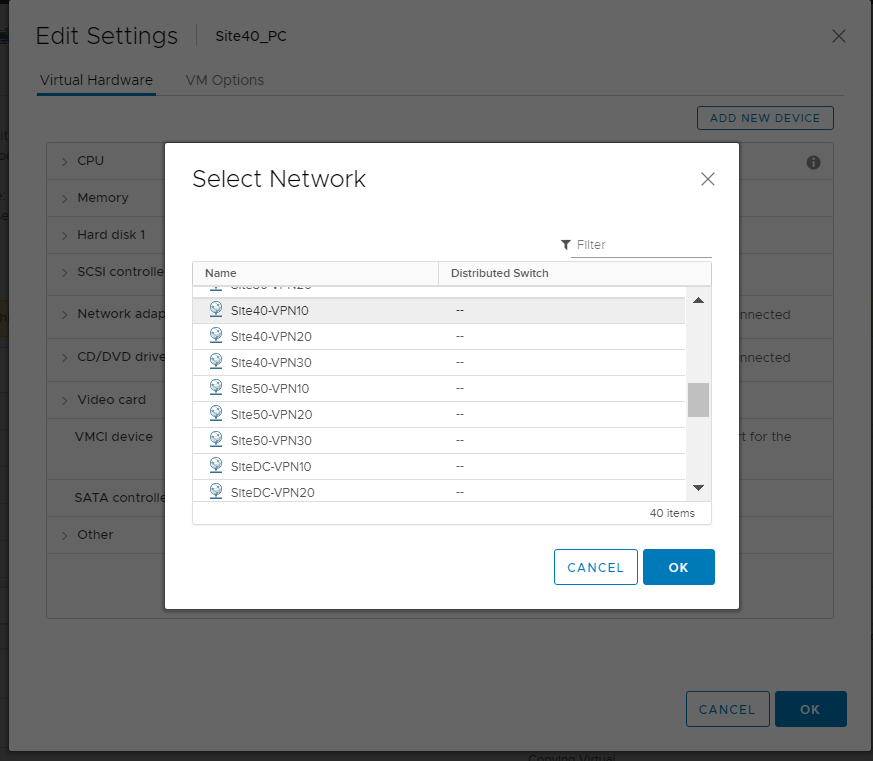 Edit Settings Site40_PC
Virtual Hardware VM Options
ADD NEW DEVICE
CPU
Memory
Hard disk 1
SCSI controlle
Network adap nnected
CD/DVD drive nnected
Video card
VMCI device rt for the
SATA controlle
Other
Select Network
Filter
Name Distributed Switch
Site40-VPN10 --
Site40-VPN20 --
Site40-VPN30 --
Site50-VPN10 --
Site50-VPN20 --
Site50-VPN30 --
SiteDC-VPN10 --
SiteDC-VPN20 --
40 items
CANCEL OK
CANCEL OK
Copying Virtual